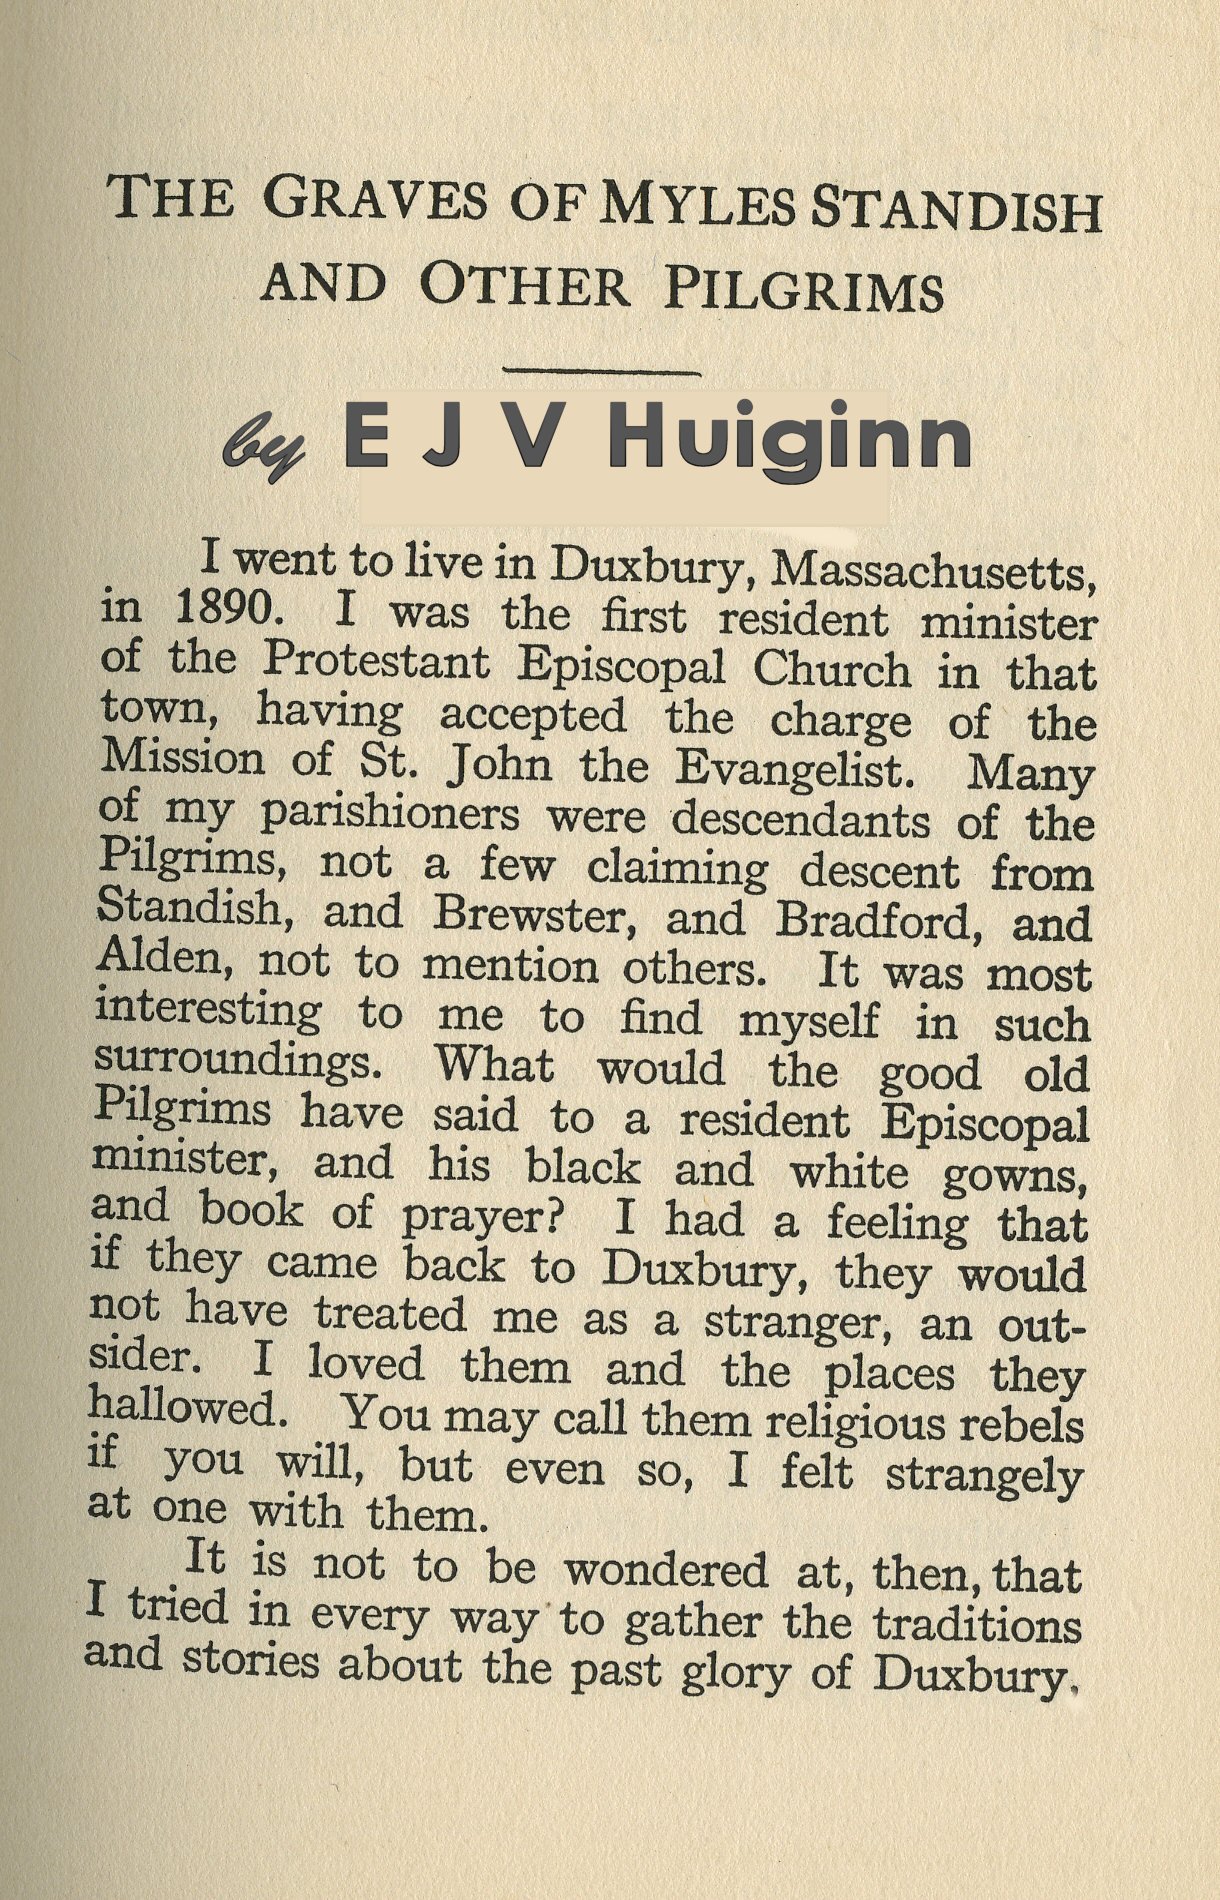 THE GRAVES OF MYLES STANDISH
AND OTHER PILGRIMS
by E J V Huiginn
I went to live in Duxbury, Massachusetts,
in 1890. I was the first resident minister
of the Protestant Episcopal Church in that
town, having accepted the charge of the
Mission of St. John the Evangelist. Many
of my parishioners were descendants of the
Pilgrims, not a few claiming descent from
Standish, and Brewster, and Bradford, and
Alden, not to mention others. It was most
interesting to me to find myself in such
surroundings. What would the good old
Pilgrims have said to a resident Episcopal
minister, and his black and white gowns,
and book of prayer? I had a feeling that
if they came back to Duxbury, they would
not have treated me as a stranger, an out-
sider. I loved them and the places they
hallowed. You may call them religious rebels
if you will, but even so, I felt strangely
at one with them.
It is not to be wondered at, then, that
I tried in every way to gather the traditions
and stories about the past glory of Duxbury.